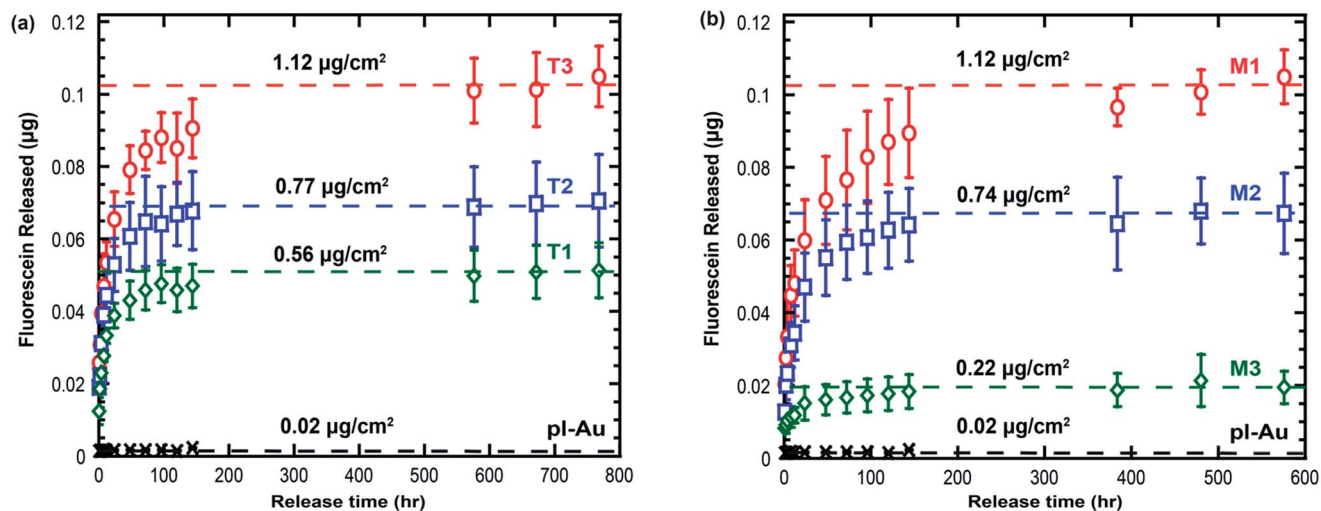 (a)
0.12
0.1
0.08
0.06
0.04
0.02
0
Fluorescein Released (µg)
1.12 µg/cm²
T3
0.77 µg/cm²
T2
0.56 µg/cm²
T1
0.02 µg/cm²
pl-Au
0 100 200 300 400 500 600 700 800
Release time (hr)
(b)
0.12
0.1
0.08
0.06
0.04
0.02
0
Fluorescein Released (µg)
1.12 µg/cm²
M1
0.74 µg/cm²
M2
0.22 µg/cm²
M3
0.02 µg/cm²
pl-Au
0 100 200 300 400 500 600
Release time (hr)